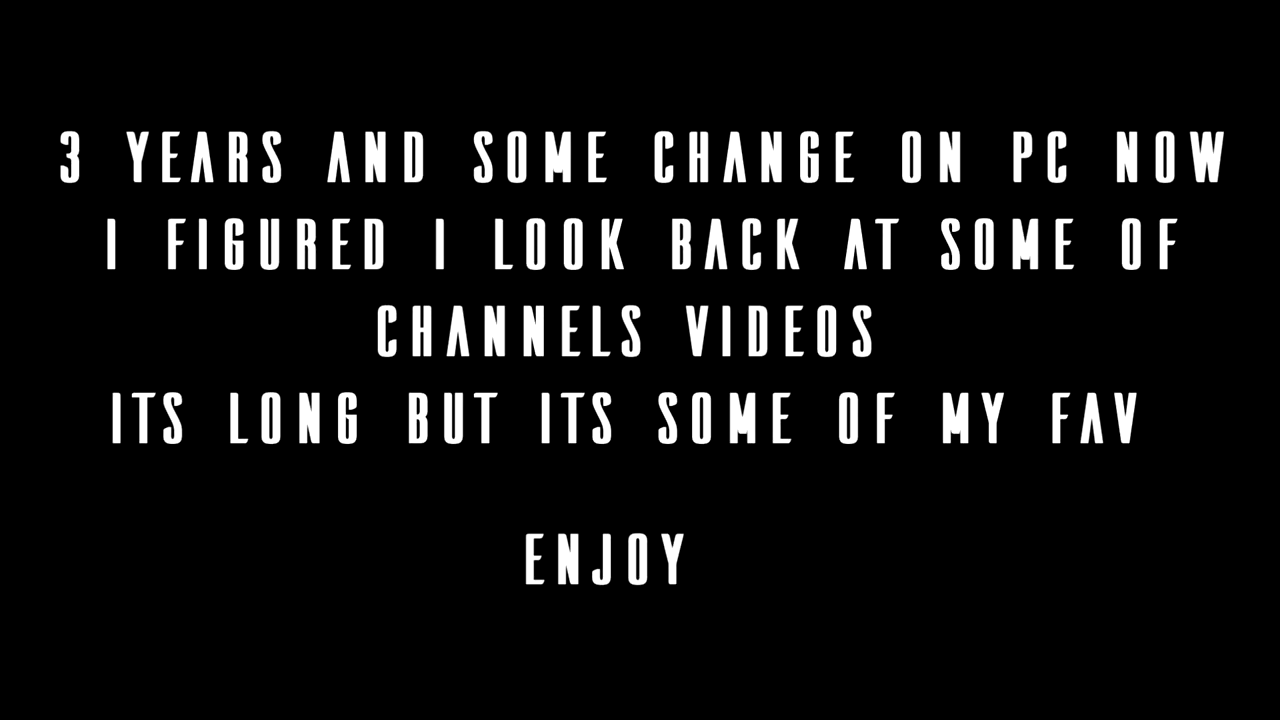 3 YEARS AND SOME CHANGE ON PC NOW
I FIGURED I LOOK BACK AT SOME OF
CHANNELS VIDEOS
ITS LONG BUT ITS SOME OF MY FAV
ENJOY